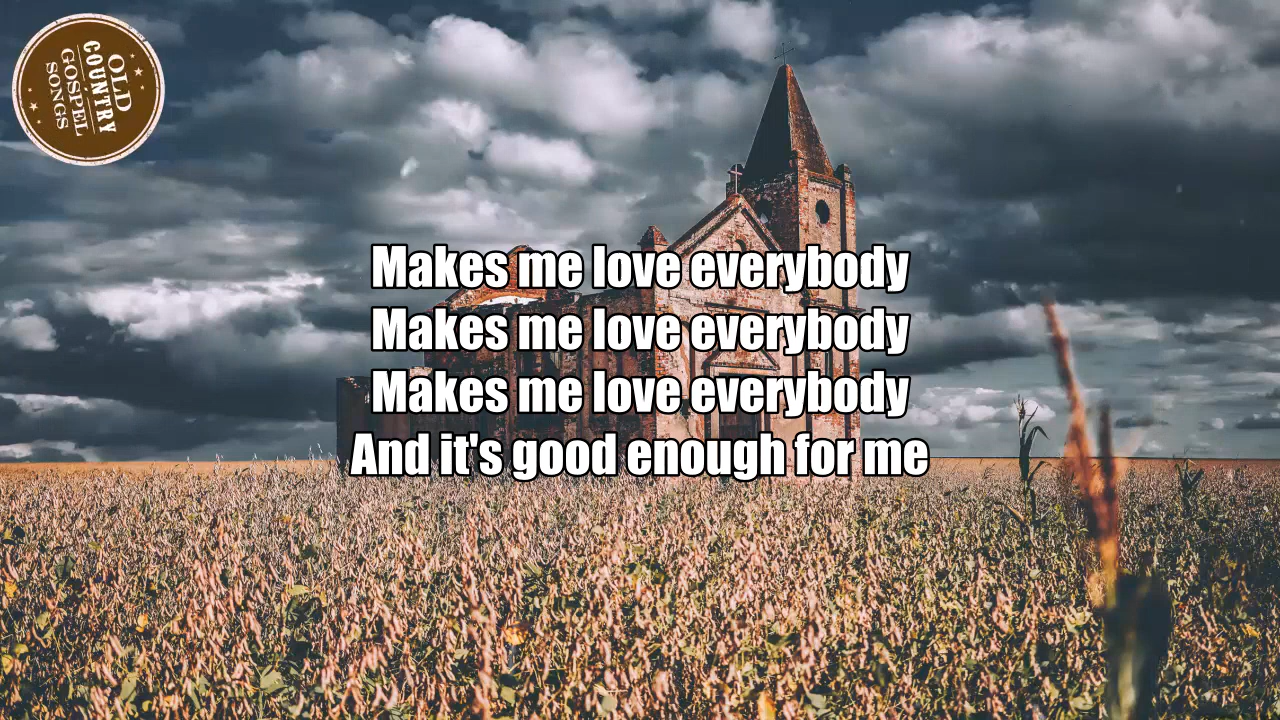 OLD
COUNTRY
GOSPEL
SONGS
Makes me love everybody
Makes me love everybody
Makes me love everybody
And it's good enough for me